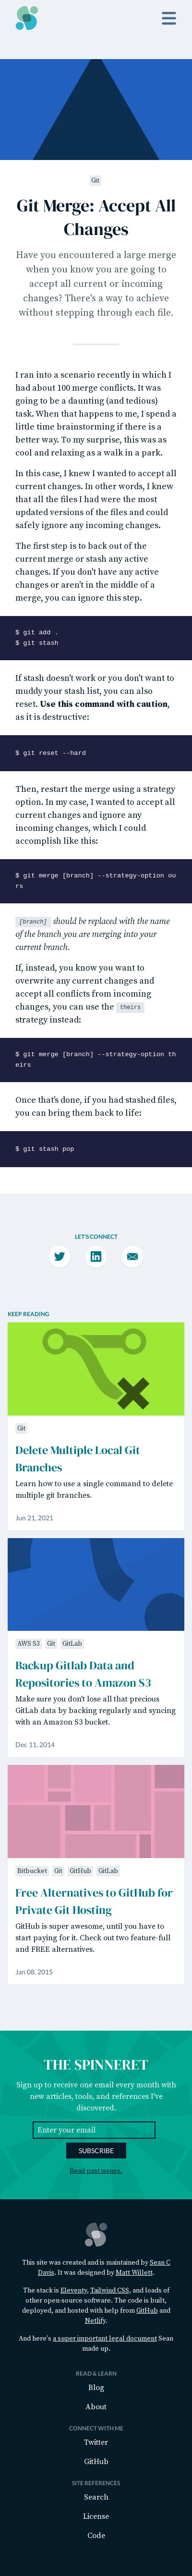 Git
Git Merge: Accept All
Changes
Have you encountered a large merge
when you know you are going to
accept all current or incoming
changes? There's a way to achieve
without stepping through each file.
I ran into a scenario recently in which I
had about 100 merge conflicts. It was
going to be a daunting (and tedious)
task. When that happens to me, I spend a
little time brainstorming if there is a
better way. To my surprise, this was as
cool and relaxing as a walk in a park.
In this case, I knew I wanted to accept all
current changes. In other words, I knew
that all the files I had were the most
updated versions of the files and could
safely ignore any incoming changes.
The first step is to back out of the
current merge or stash any active
changes. If you don't have any active
changes or aren't in the middle of a
merge, you can ignore this step.
$ git add .
$ git stash
If stash doesn't work or you don't want to
muddy your stash list, you can also
reset. Use this command with caution,
as it is destructive:
$ git reset --hard
Then, restart the merge using a strategy
option. In my case, I wanted to accept all
current changes and ignore any
incoming changes, which I could
accomplish like this:
$ git merge [branch] --strategy-option ou
rs
[branch] should be replaced with the name
of the branch you are merging into your
current branch.
If, instead, you know you want to
overwrite any current changes and
accept all conflicts from incoming
changes, you can use the theirs
strategy instead:
$ git merge [branch] --strategy-option th
eirs
Once that's done, if you had stashed files,
you can bring them back to life:
$ git stash pop
LET'S CONNECT
KEEP READING
Git
Delete Multiple Local Git
Branches
Learn how to use a single command to delete
multiple git branches.
Jun 21, 2021
AWS S3 Git GitLab
Backup Gitlab Data and
Repositories to Amazon S3
Make sure you don't lose all that precious
GitLab data by backing regularly and syncing
with an Amazon S3 bucket.
Dec 11, 2014
Bitbucket Git GitHub GitLab
Free Alternatives to GitHub for
Private Git Hosting
GitHub is super awesome, until you have to
start paying for it. Check out two feature-full
and FREE alternatives.
Jan 08, 2015
THE SPINNERET
Sign up to receive one email every month with
new articles, tools, and references I've
discovered.
Enter your email
SUBSCRIBE
Read past issues.
This site was created and is maintained by Sean C
Davis. It was designed by Matt Willett.
The stack is Eleventy, Tailwind CSS, and loads of
other open-source software. The code is built,
deployed, and hosted with help from GitHub and
Netlify.
And here's a super important legal document Sean
made up.
READ & LEARN
Blog
About
CONNECT WITH ME
Twitter
GitHub
SITE REFERENCES
Search
License
Code